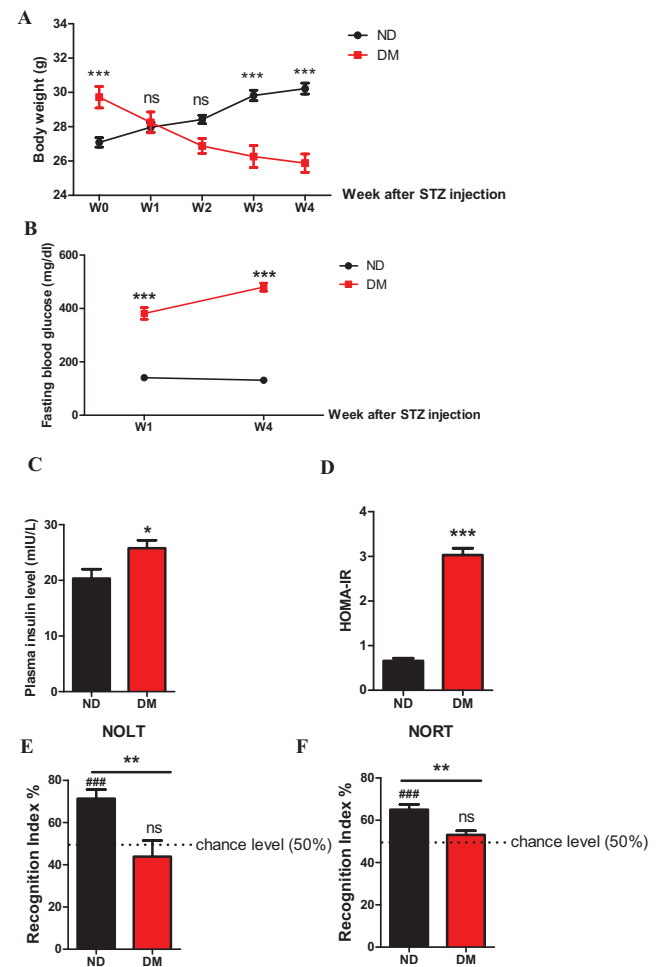 A
34
32
30
28
26
24
Body weight (g)
***
ns
ns
***
***
ND
DM
W0 W1 W2 W3 W4
Week after STZ injection
B
600
400
200
0
Fasting blood glucose (mg/dl)
***
***
ND
DM
W1 W4
Week after STZ injection
C
30
20
10
0
Plasma insulin level (mIU/L)
*
ND DM
D
4
3
2
1
0
HOMA-IR
***
ND DM
E
NOLT
80
60
40
20
0
Recognition Index %
**
###
ns
chance level (50%)
ND DM
F
NORT
80
60
40
20
0
Recognition Index %
**
###
ns
chance level (50%)
ND DM